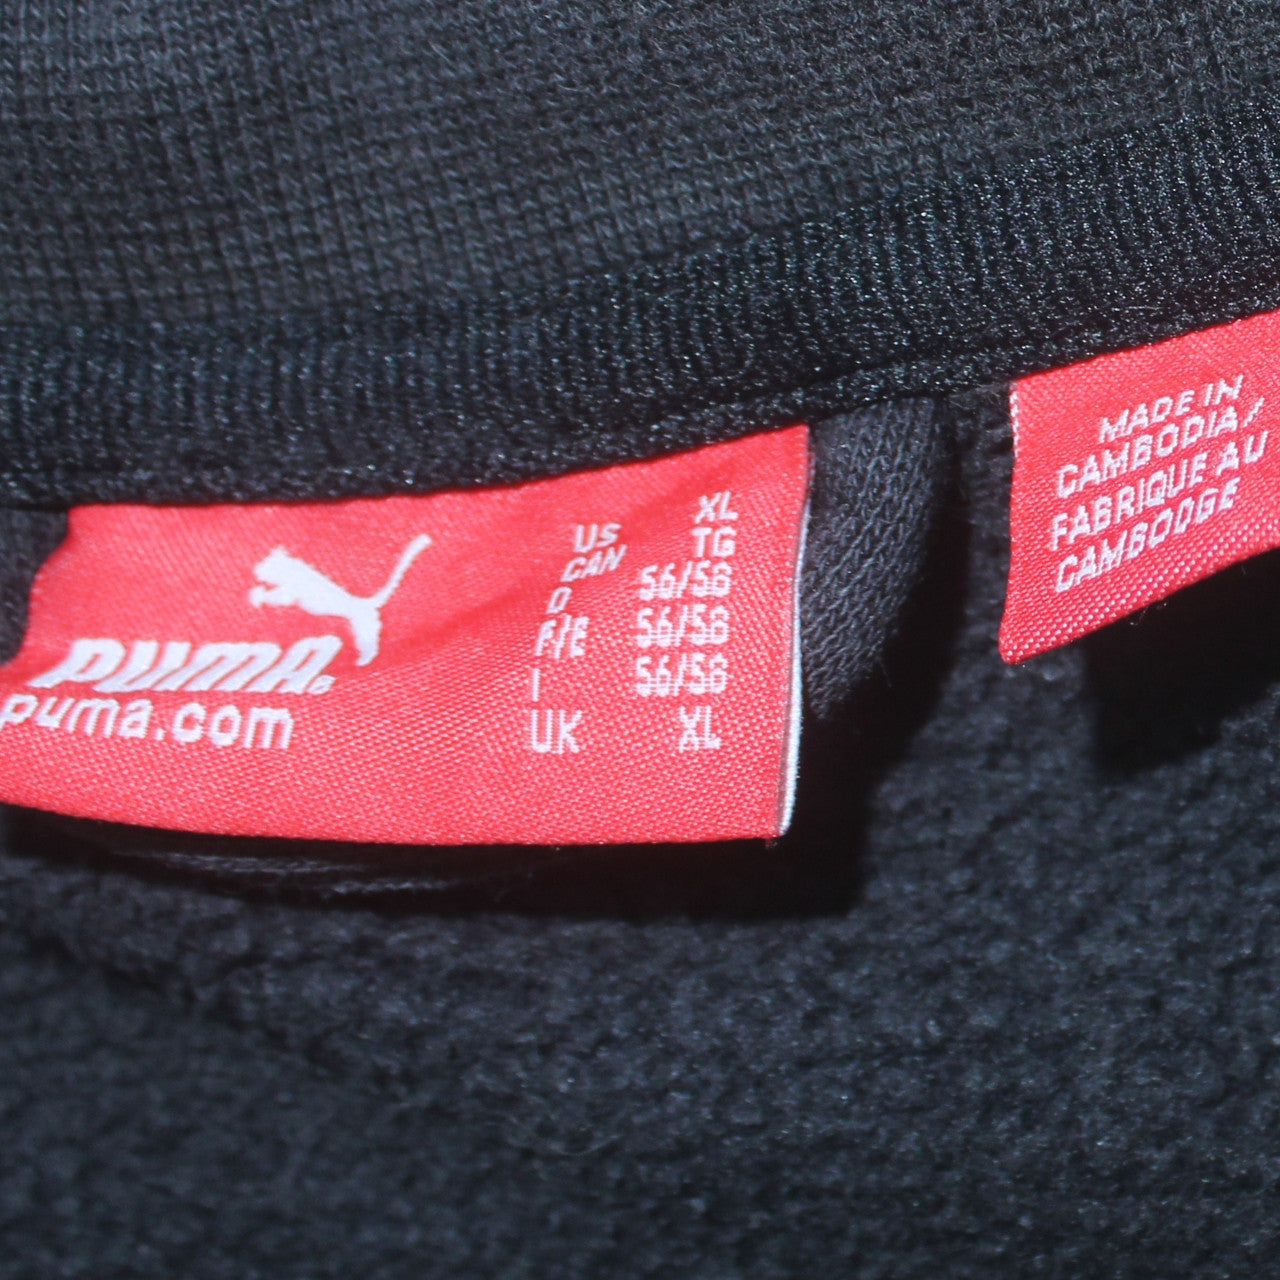 PUMA
puma.com
US XL
CAN TG
D 56/58
F/E 56/58
I 56/58
UK XL
MADE IN
CAMBODIA/
FABRIQUE AU
CAMBODGE